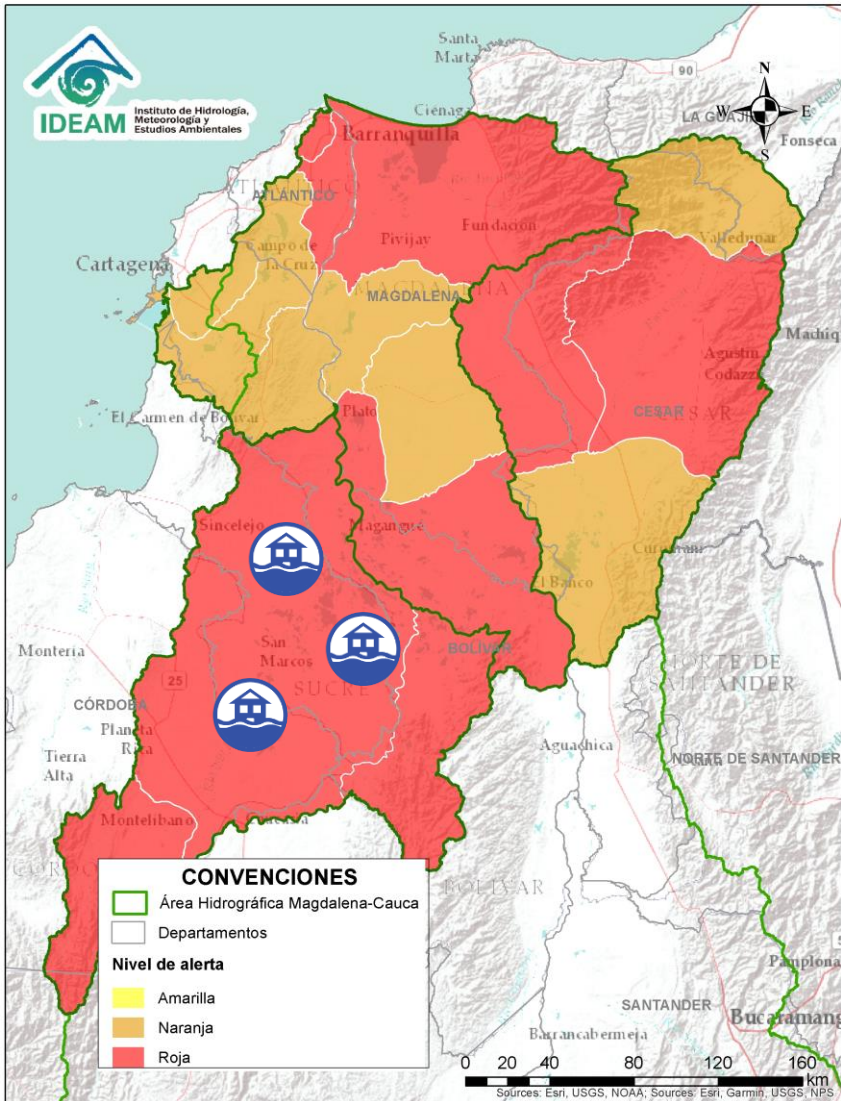 IDEAM
Instituto de Hidrología,
Meteorología y
Estudios Ambientales
Santa
Marta
90
N
W
E
S
Ciénaga
LA GUAJI
Fonseca
Barranquilla
ATLÁNTICO
Fundación
Pivijay
Valledupar
Campo de
la Cruz
Cartagena
MAGDALENA
Machiq
Agustín
Codazzi
CESAR
CESAR
Plato
El Carmen de Bolívar
Sincelejo
Magangué
Curumaní
El Banco
Montería
San
Marcos
BOLÍVAR
SUCRE
25
NORTE DE
SANTANDER
CÓRDOBA
Planeta
Rica
Tierra
Alta
Aguachica
NORTE DE SANTANDER
Montelíbano
Caucasia
BOLÍVAR
CONVENCIONES
Área Hidrográfica Magdalena-Cauca
Departamentos
Nivel de alerta
Amarilla
Naranja
Roja
Pamplona
SANTANDER
Bucaramang
Barrancabermeja
0 20 40 80 120 160
KM
Sources: Esri, USGS, NOAA; Sources: Esri, Garmin, USGS, NPS